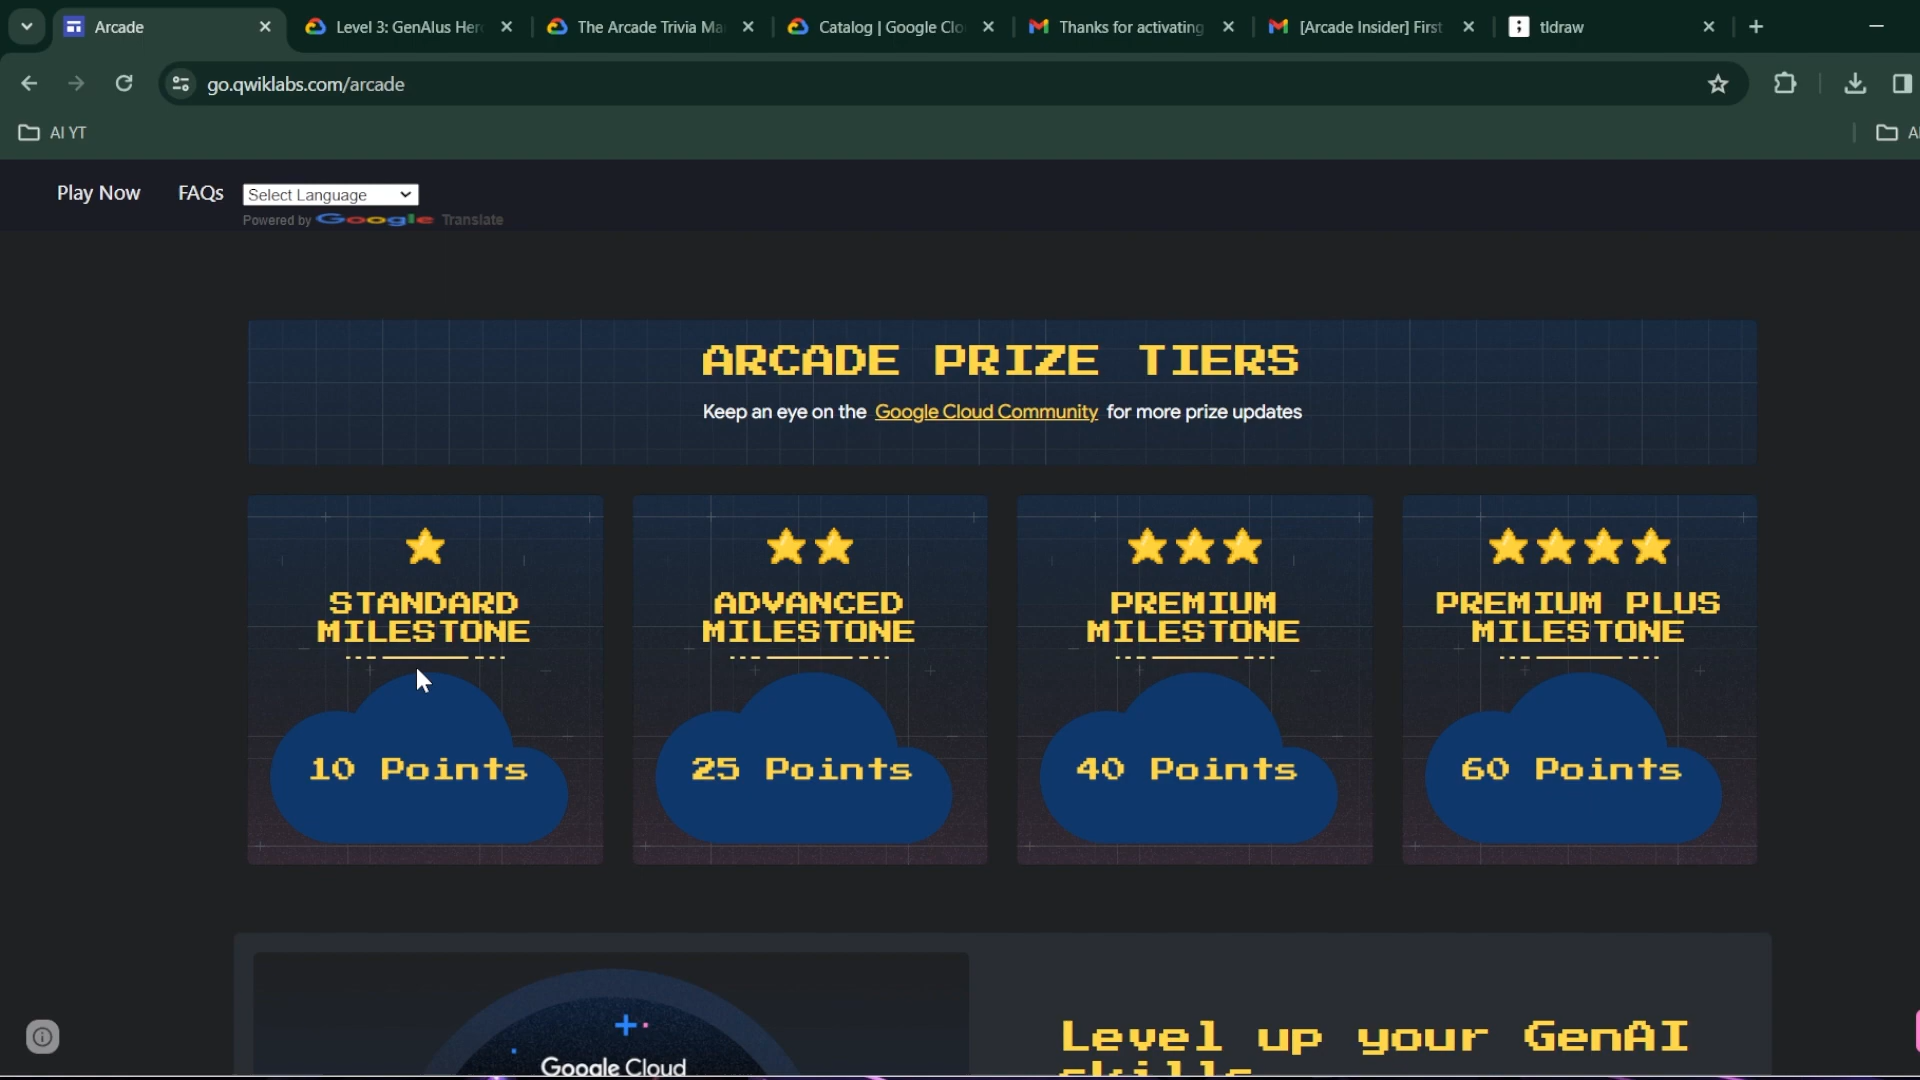 Arcade
Level 3: GenAIus Her
The Arcade Trivia Ma
Catalog | Google Clo
Thanks for activating
[Arcade Insider] First
tldraw
go.qwiklabs.com/arcade
AI YT
Play Now
FAQs
Select Language
Powered by Google Translate
ARCADE PRIZE TIERS
Keep an eye on the Google Cloud Community for more prize updates
STANDARD
MILESTONE
10 Points
ADVANCED
MILESTONE
25 Points
PREMIUM
MILESTONE
40 Points
PREMIUM PLUS
MILESTONE
60 Points
Google Cloud
Level up your GenAI
skills